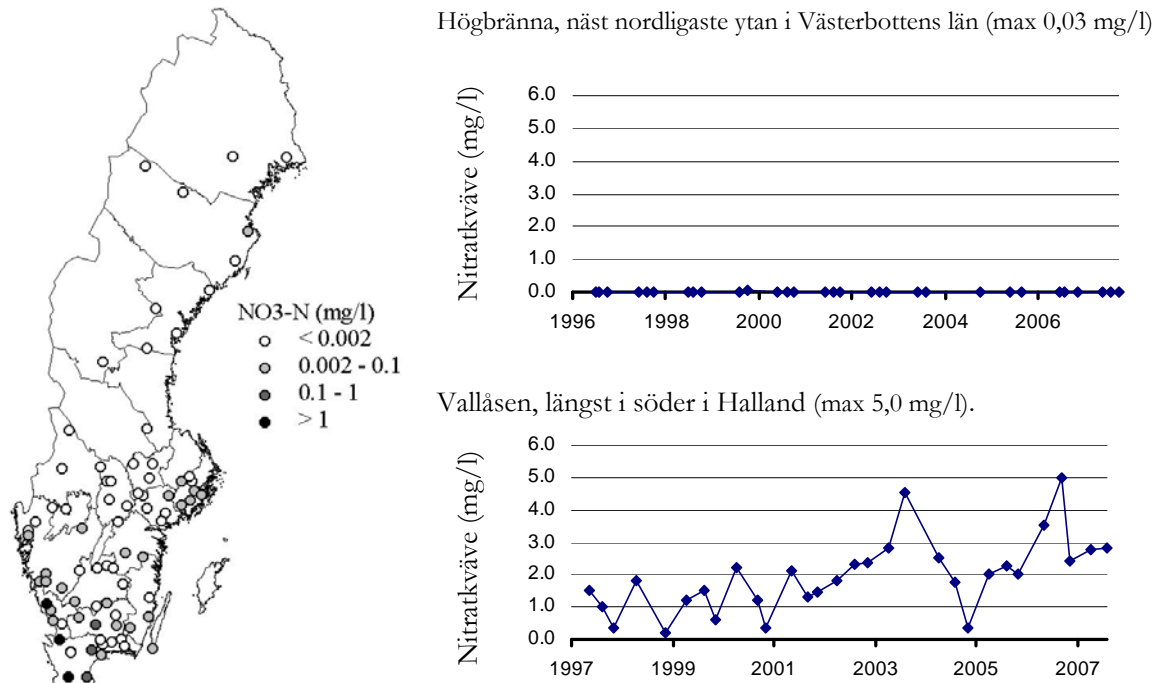 Högbränna, näst nordligaste ytan i Västerbottens län (max 0,03 mg/l)
Nitratkväve (mg/l)
6.0
5.0
4.0
3.0
2.0
1.0
0.0
1996 1998 2000 2002 2004 2006
NO3-N (mg/l)
< 0.002
0.002 - 0.1
0.1 - 1
> 1
Vallåsen, längst i söder i Halland (max 5,0 mg/l).
Nitratkväve (mg/l)
6.0
5.0
4.0
3.0
2.0
1.0
0.0
1997 1999 2001 2003 2005 2007